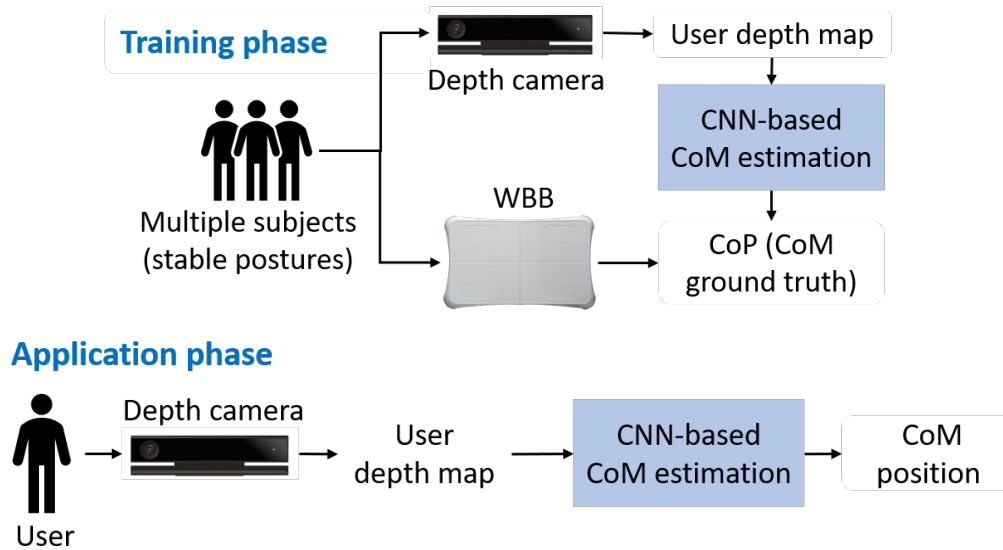 Training phase
Depth camera
User depth map
CNN-based
CoM estimation
Multiple subjects
(stable postures)
WBB
CoP (CoM
ground truth)
Application phase
User
Depth camera
User
depth map
CNN-based
CoM estimation
CoM
position